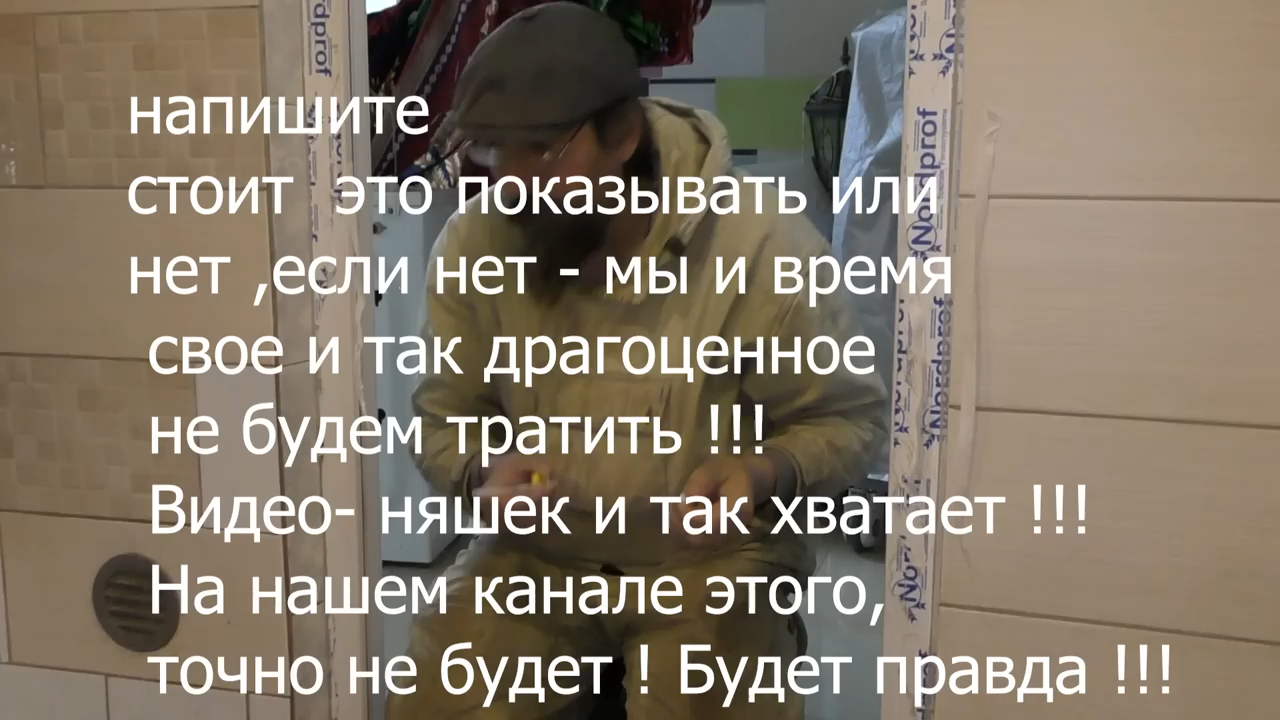 напишите
стоит это показывать или
нет ,если нет - мы и время
свое и так драгоценное
не будем тратить !!!
Видео- няшек и так хватает !!!
На нашем канале этого,
точно не будет ! Будет правда !!!
dprof
Nordprof
Nordprof